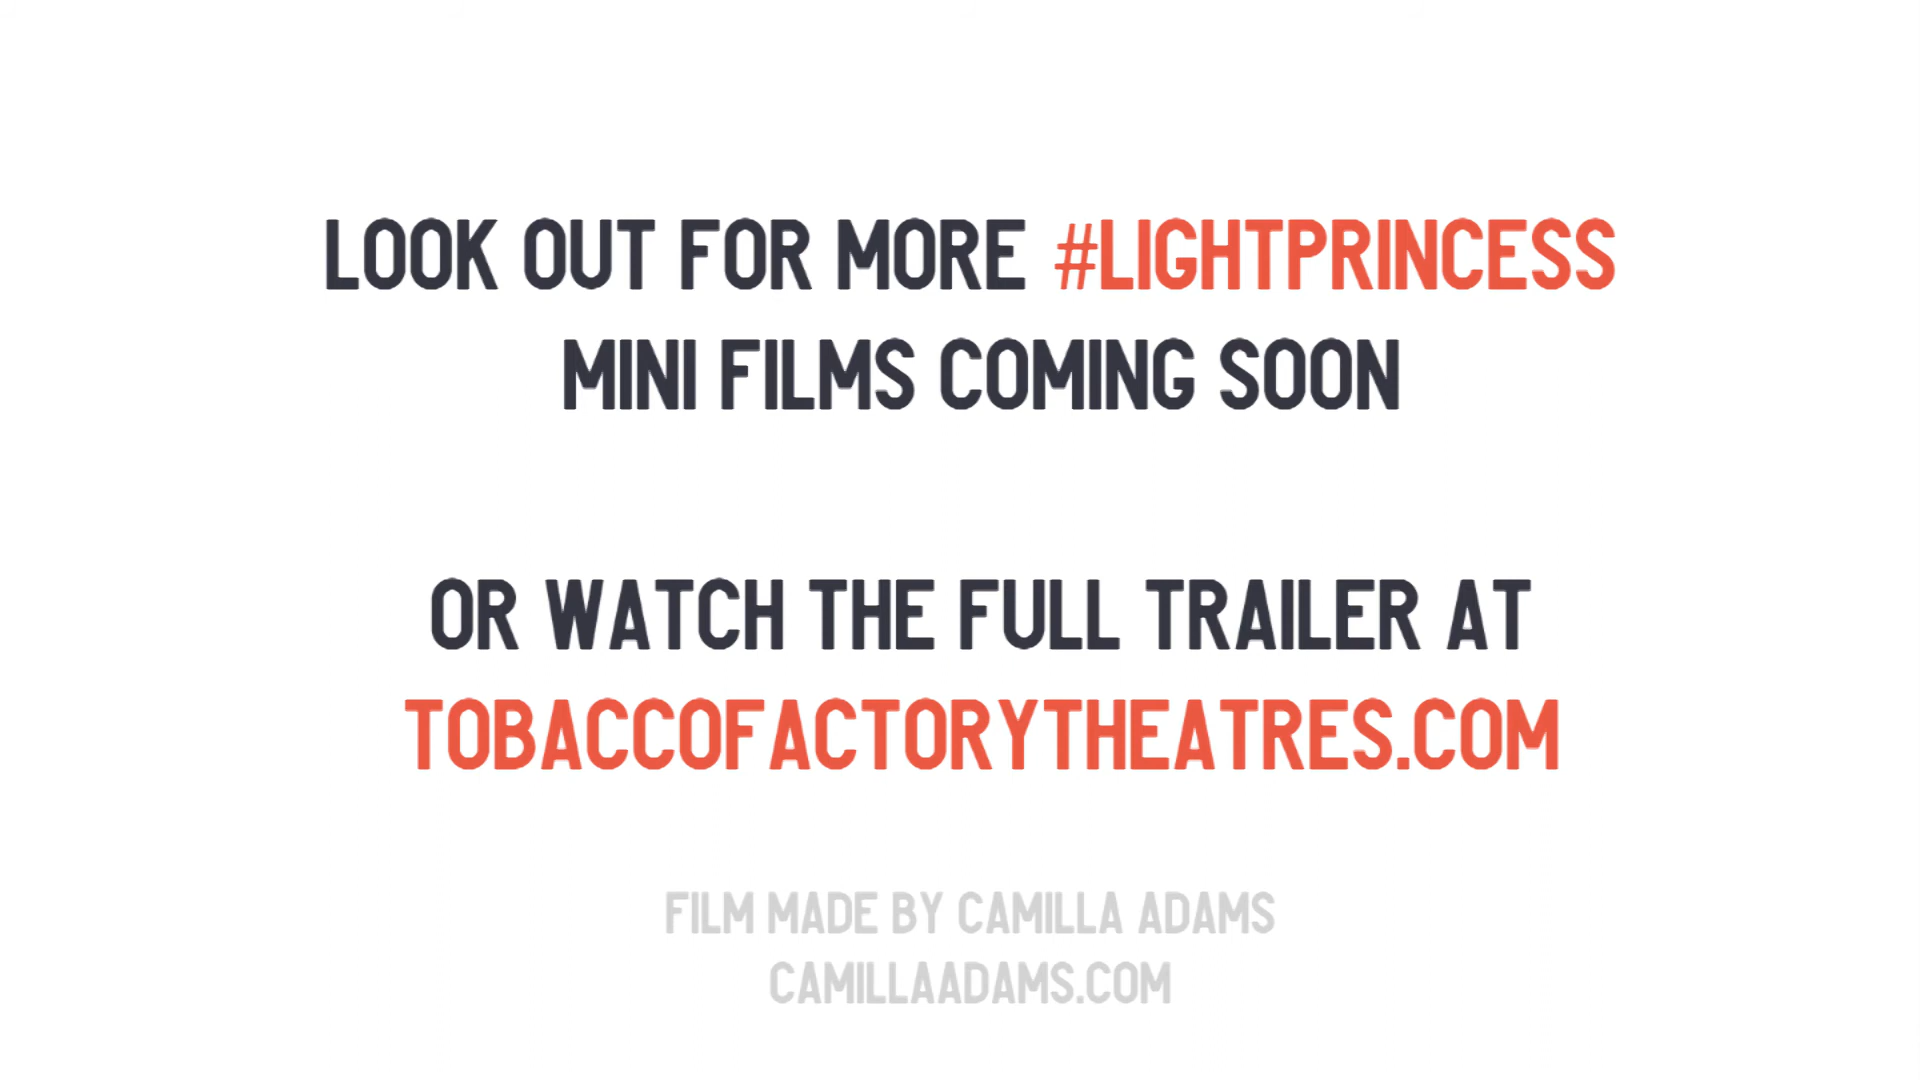 LOOK OUT FOR MORE #LIGHTPRINCESS
MINI FILMS COMING SOON
OR WATCH THE FULL TRAILER AT
TOBACCOFACTORYTHEATRES.COM
FILM MADE BY CAMILLA ADAMS
CAMILLAADAMS.COM